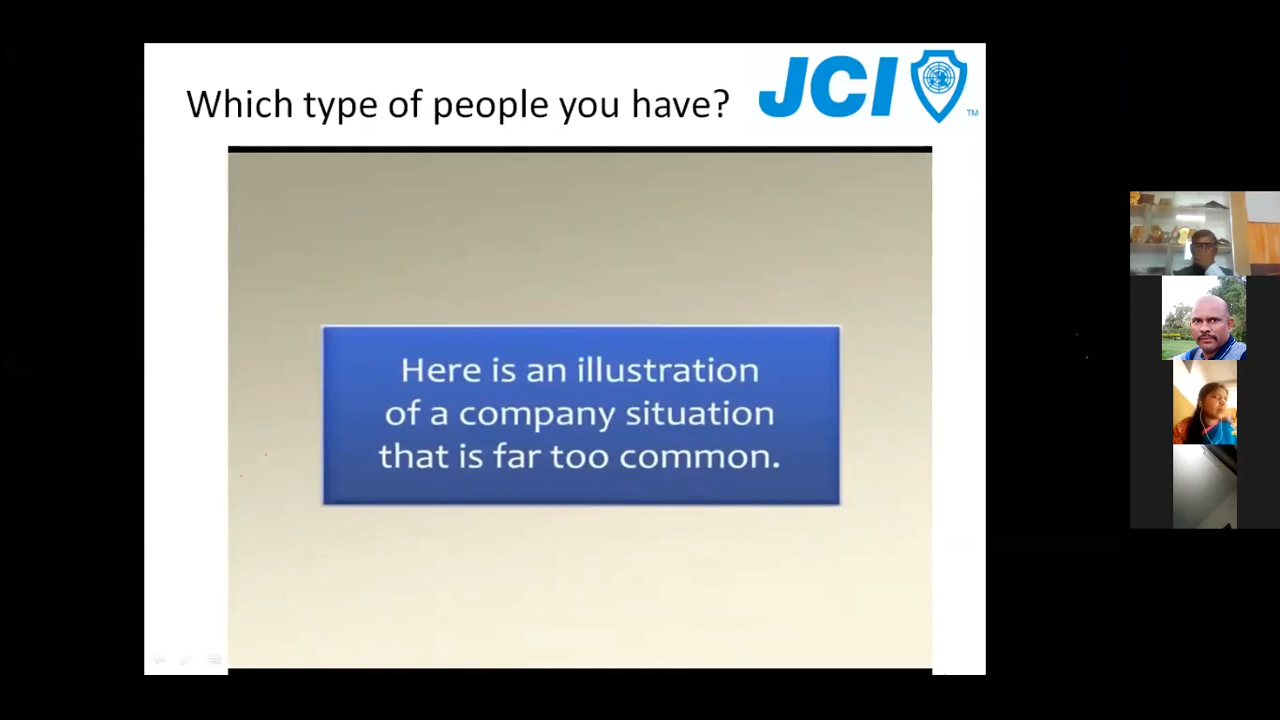 Which type of people you have?
JCI
TM
Here is an illustration
of a company situation
that is far too common.